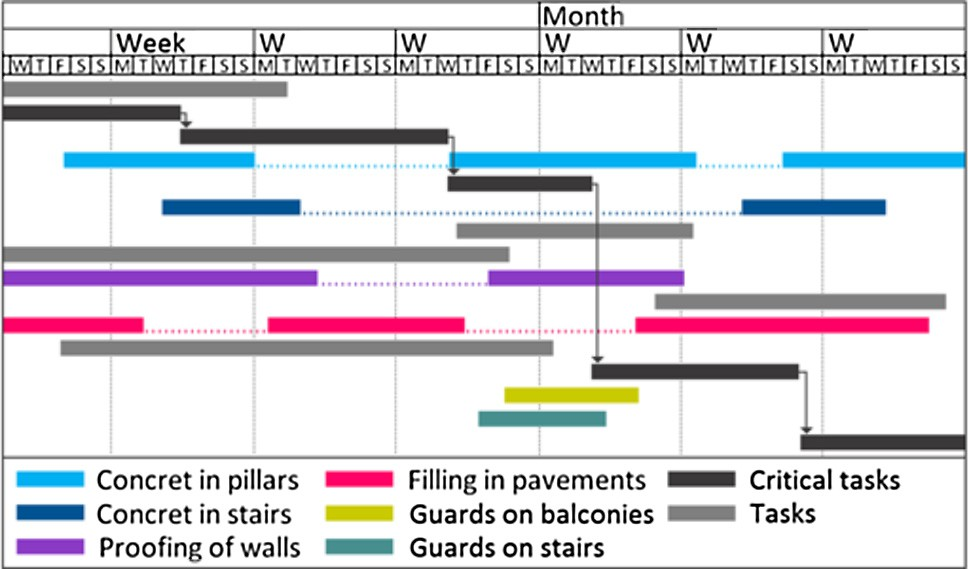 Month
Week W W W W W
W T F S S M T W T F S S M T W T F S S M T W T F S S M T W T F S S M T W T F S S M T W T F S S
Concret in pillars Filling in pavements Critical tasks
Concret in stairs Guards on balconies Tasks
Proofing of walls Guards on stairs